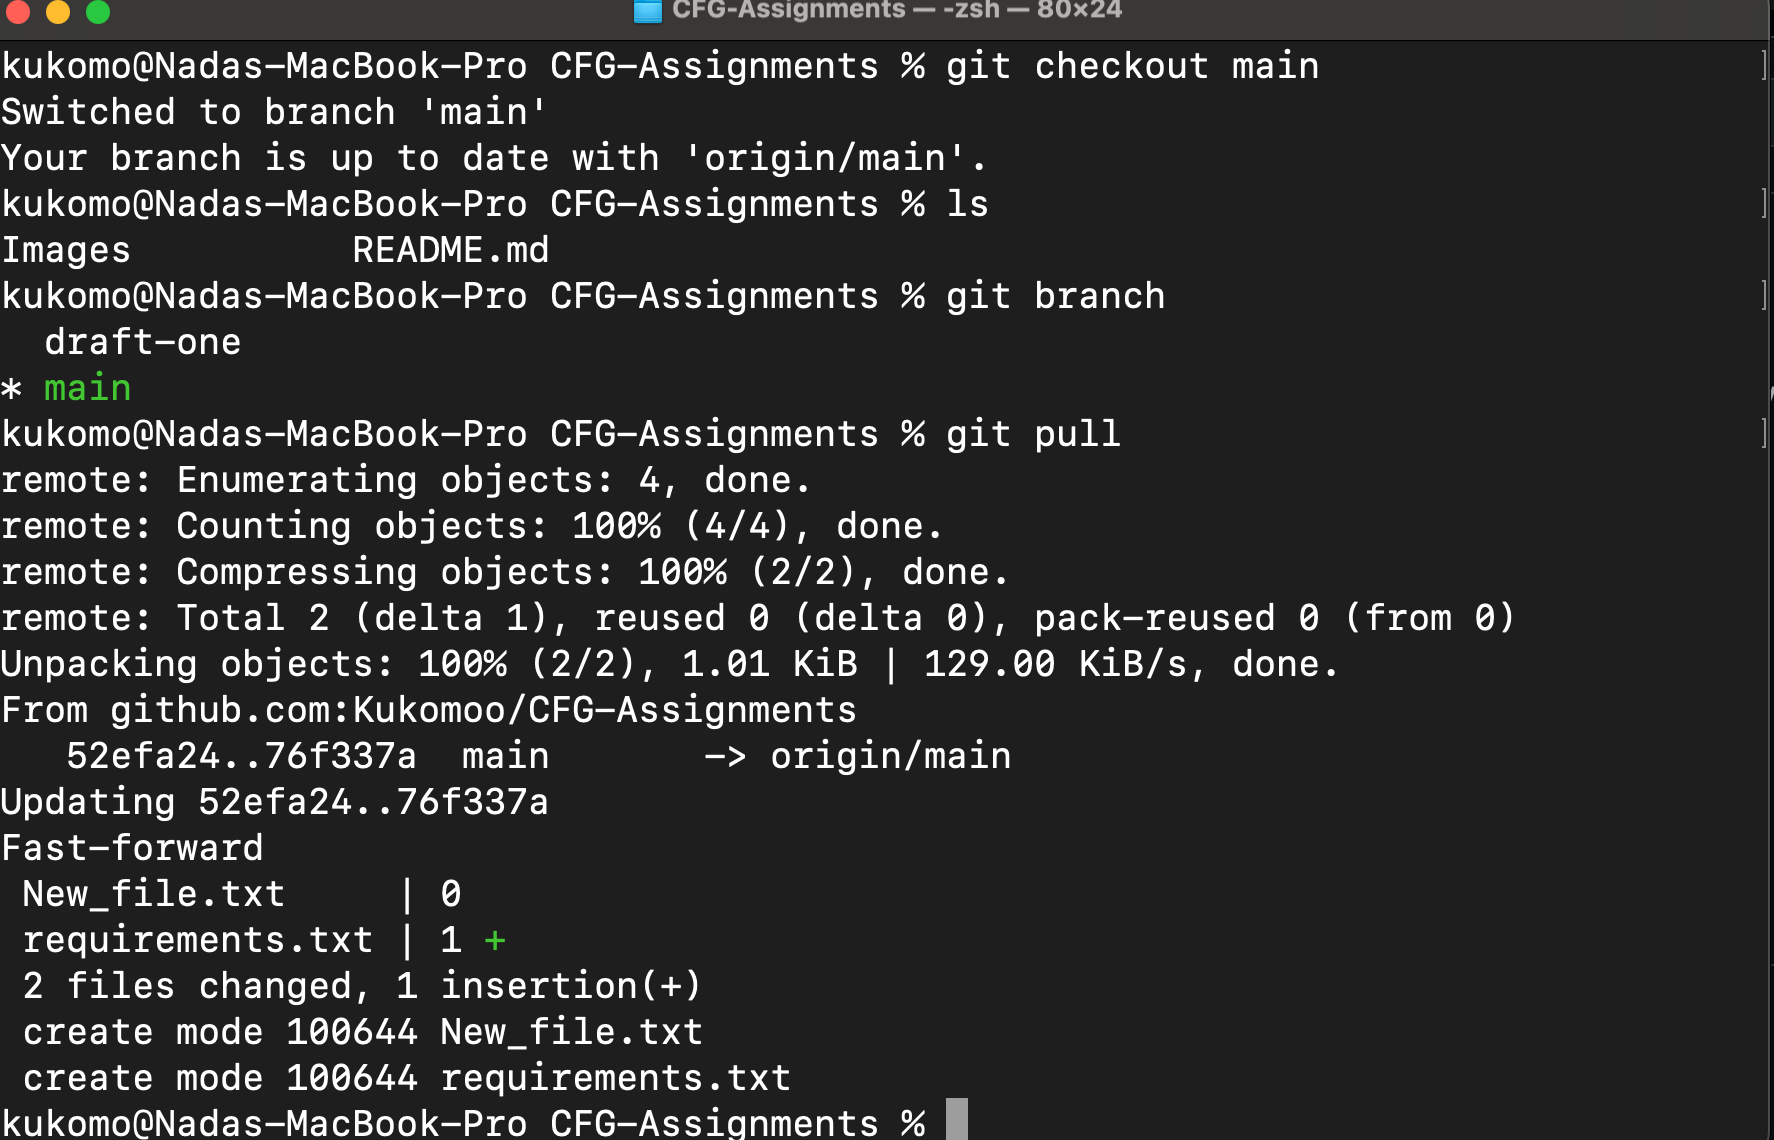 CFG-Assignments — -zsh — 80×24
kukomo@Nadas-MacBook-Pro CFG-Assignments % git checkout main
Switched to branch 'main'
Your branch is up to date with 'origin/main'.
kukomo@Nadas-MacBook-Pro CFG-Assignments % ls
Images          README.md
kukomo@Nadas-MacBook-Pro CFG-Assignments % git branch
  draft-one
* main
kukomo@Nadas-MacBook-Pro CFG-Assignments % git pull
remote: Enumerating objects: 4, done.
remote: Counting objects: 100% (4/4), done.
remote: Compressing objects: 100% (2/2), done.
remote: Total 2 (delta 1), reused 0 (delta 0), pack-reused 0 (from 0)
Unpacking objects: 100% (2/2), 1.01 KiB | 129.00 KiB/s, done.
From github.com:Kukomoo/CFG-Assignments
   52efa24..76f337a  main       -> origin/main
Updating 52efa24..76f337a
Fast-forward
 New_file.txt     | 0
 requirements.txt | 1 +
 2 files changed, 1 insertion(+)
 create mode 100644 New_file.txt
 create mode 100644 requirements.txt
kukomo@Nadas-MacBook-Pro CFG-Assignments %